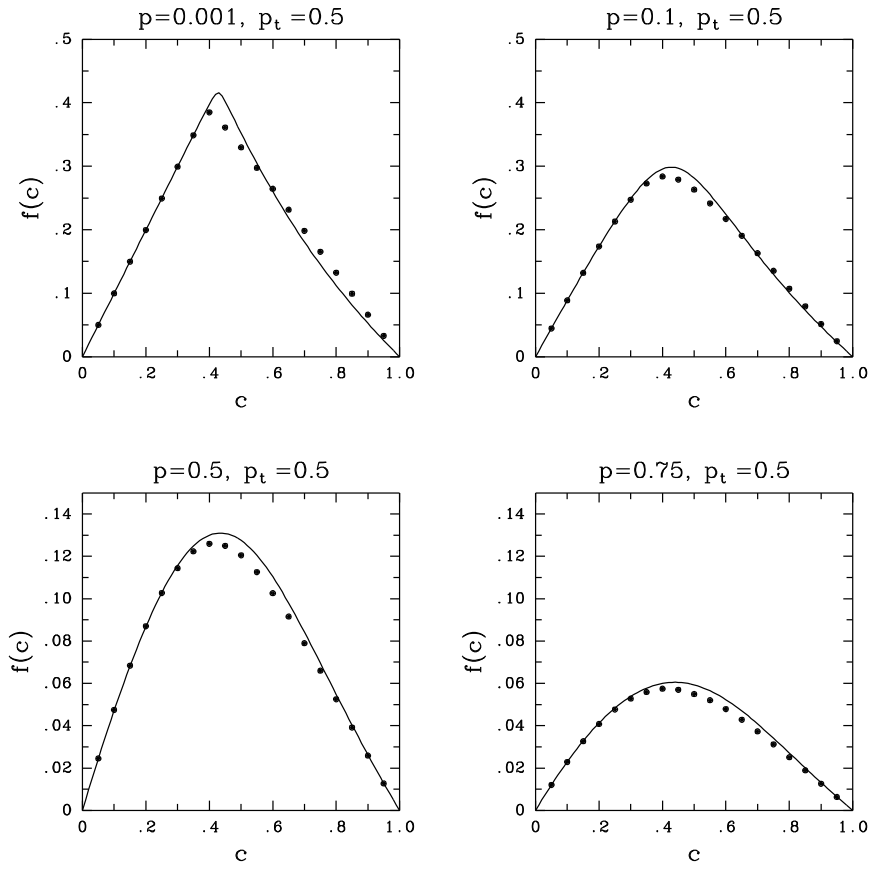 p=0.001, p_t =0.5
.5
.4
.3
.2
.1
0
f(c)
0 .2 .4 .6 .8 1.0
c
p=0.1, p_t =0.5
.5
.4
.3
.2
.1
0
f(c)
0 .2 .4 .6 .8 1.0
c
p=0.5, p_t =0.5
.14
.12
.10
.08
.06
.04
.02
0
f(c)
0 .2 .4 .6 .8 1.0
c
p=0.75, p_t =0.5
.14
.12
.10
.08
.06
.04
.02
0
f(c)
0 .2 .4 .6 .8 1.0
c